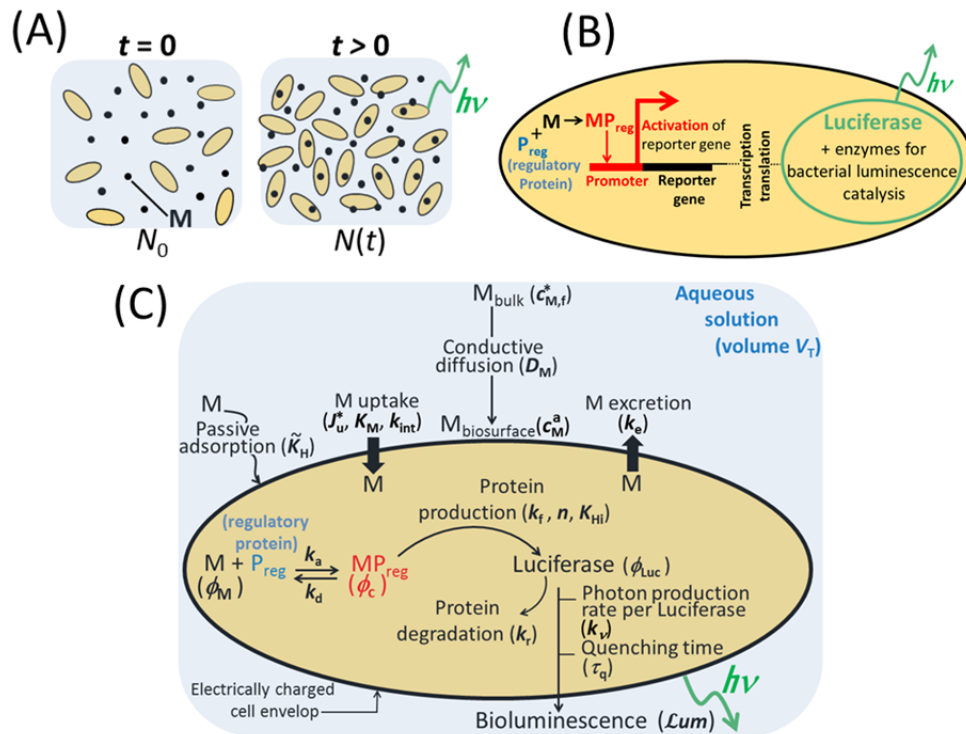 (A)
t = 0
t > 0
hν
M
N0
N(t)
(B)
hν
M → MPreg
+
Preg
(regulatory
Protein)
Activation of
reporter gene
Promoter
Reporter
gene
Transcription
translation
Luciferase
+ enzymes for
bacterial luminescence
catalysis
(C)
Mbulk (c*M,f)
Aqueous
solution
(volume VT)
Conductive
diffusion (DM)
M
Passive
adsorption (K̃H)
M uptake
(J*u, KM, kint)
Mbiosurface(caM)
M excretion
(ke)
M
M
Protein
production (kf , n, KHi)
(regulatory
protein)
M + Preg
ka
kd
MPreg
(ϕM)
(ϕc)
Luciferase (ϕLuc)
Protein
degradation (kr)
Photon production
rate per Luciferase
(kν)
Quenching time
(τq)
Electrically charged
cell envelop
hν
Bioluminescence (Lum)